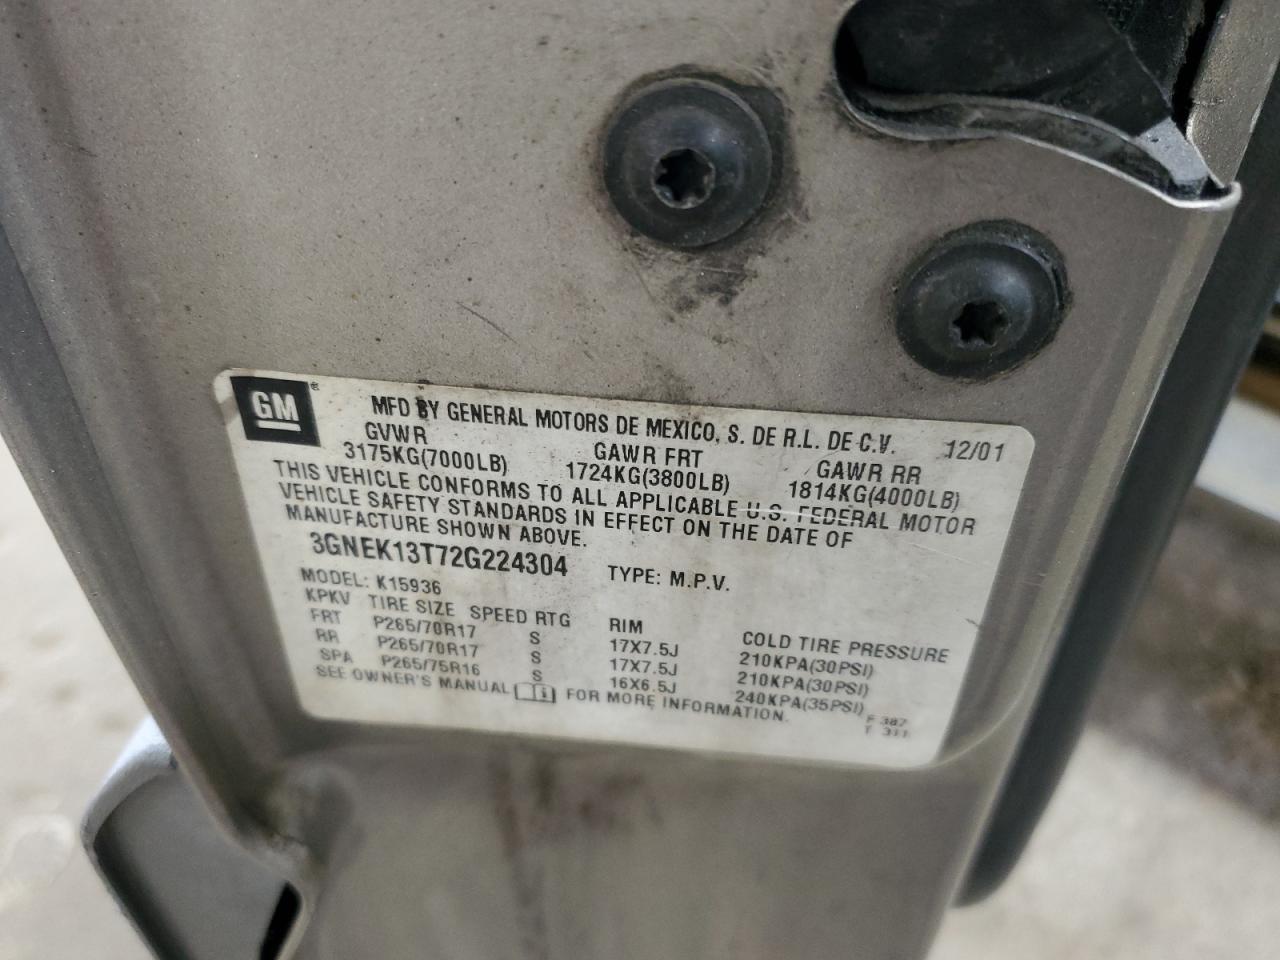 GM®
MFD BY GENERAL MOTORS DE MEXICO, S. DE R.L. DE C.V. 12/01
GVWR GAWR FRT GAWR RR
3175KG(7000LB) 1724KG(3800LB) 1814KG(4000LB)
THIS VEHICLE CONFORMS TO ALL APPLICABLE U.S. FEDERAL MOTOR
VEHICLE SAFETY STANDARDS IN EFFECT ON THE DATE OF
MANUFACTURE SHOWN ABOVE.
3GNEK13T72G224304 TYPE: M.P.V.
MODEL: K15936
KPKV TIRE SIZE SPEED RTG RIM COLD TIRE PRESSURE
FRT P265/70R17 S 17X7.5J 210KPA(30PSI)
RR P265/70R17 S 17X7.5J 210KPA(30PSI)
SPA P265/75R16 S 16X6.5J 240KPA(35PSI)
SEE OWNER'S MANUAL FOR MORE INFORMATION.
F 387
T 311